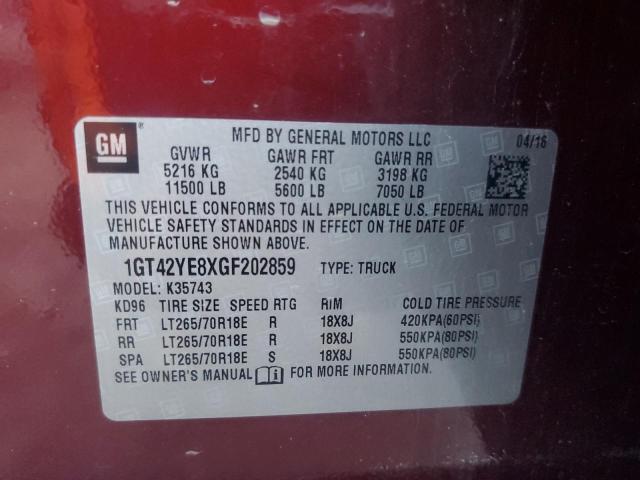 GM ®
MFD BY GENERAL MOTORS LLC 04/16
GVWR GAWR FRT GAWR RR
5216 KG 2540 KG 3198 KG
11500 LB 5600 LB 7050 LB
THIS VEHICLE CONFORMS TO ALL APPLICABLE U.S. FEDERAL MOTOR
VEHICLE SAFETY STANDARDS IN EFFECT ON THE DATE OF
MANUFACTURE SHOWN ABOVE.
1GT42YE8XGF202859 TYPE: TRUCK
MODEL: K35743
KD96 TIRE SIZE SPEED RTG RIM COLD TIRE PRESSURE
FRT LT265/70R18E R 18X8J 420KPA(60PSI)
RR LT265/70R18E R 18X8J 550KPA(80PSI)
SPA LT265/70R18E S 18X8J 550KPA(80PSI)
SEE OWNER'S MANUAL FOR MORE INFORMATION.